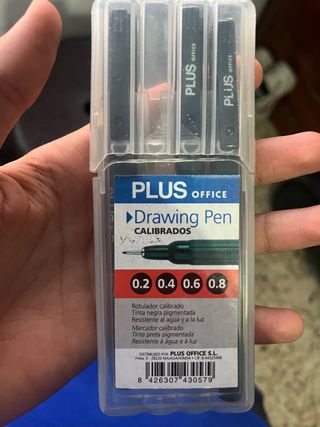 PLUS OFFICE
PLUS OFFICE
PLUS OFFICE
Drawing Pen
CALIBRADOS
0.2 0.4 0.6 0.8
Rotulador calibrado
Tinta negra pigmentada
Resistente al agua y a la luz
Marcador calibrado
Tinta preta pigmentada
Resistente à água e à luz
DISTRIBUIDO POR: PLUS OFFICE S.L.
28220 MAJADAHONDA
8 426307 430579